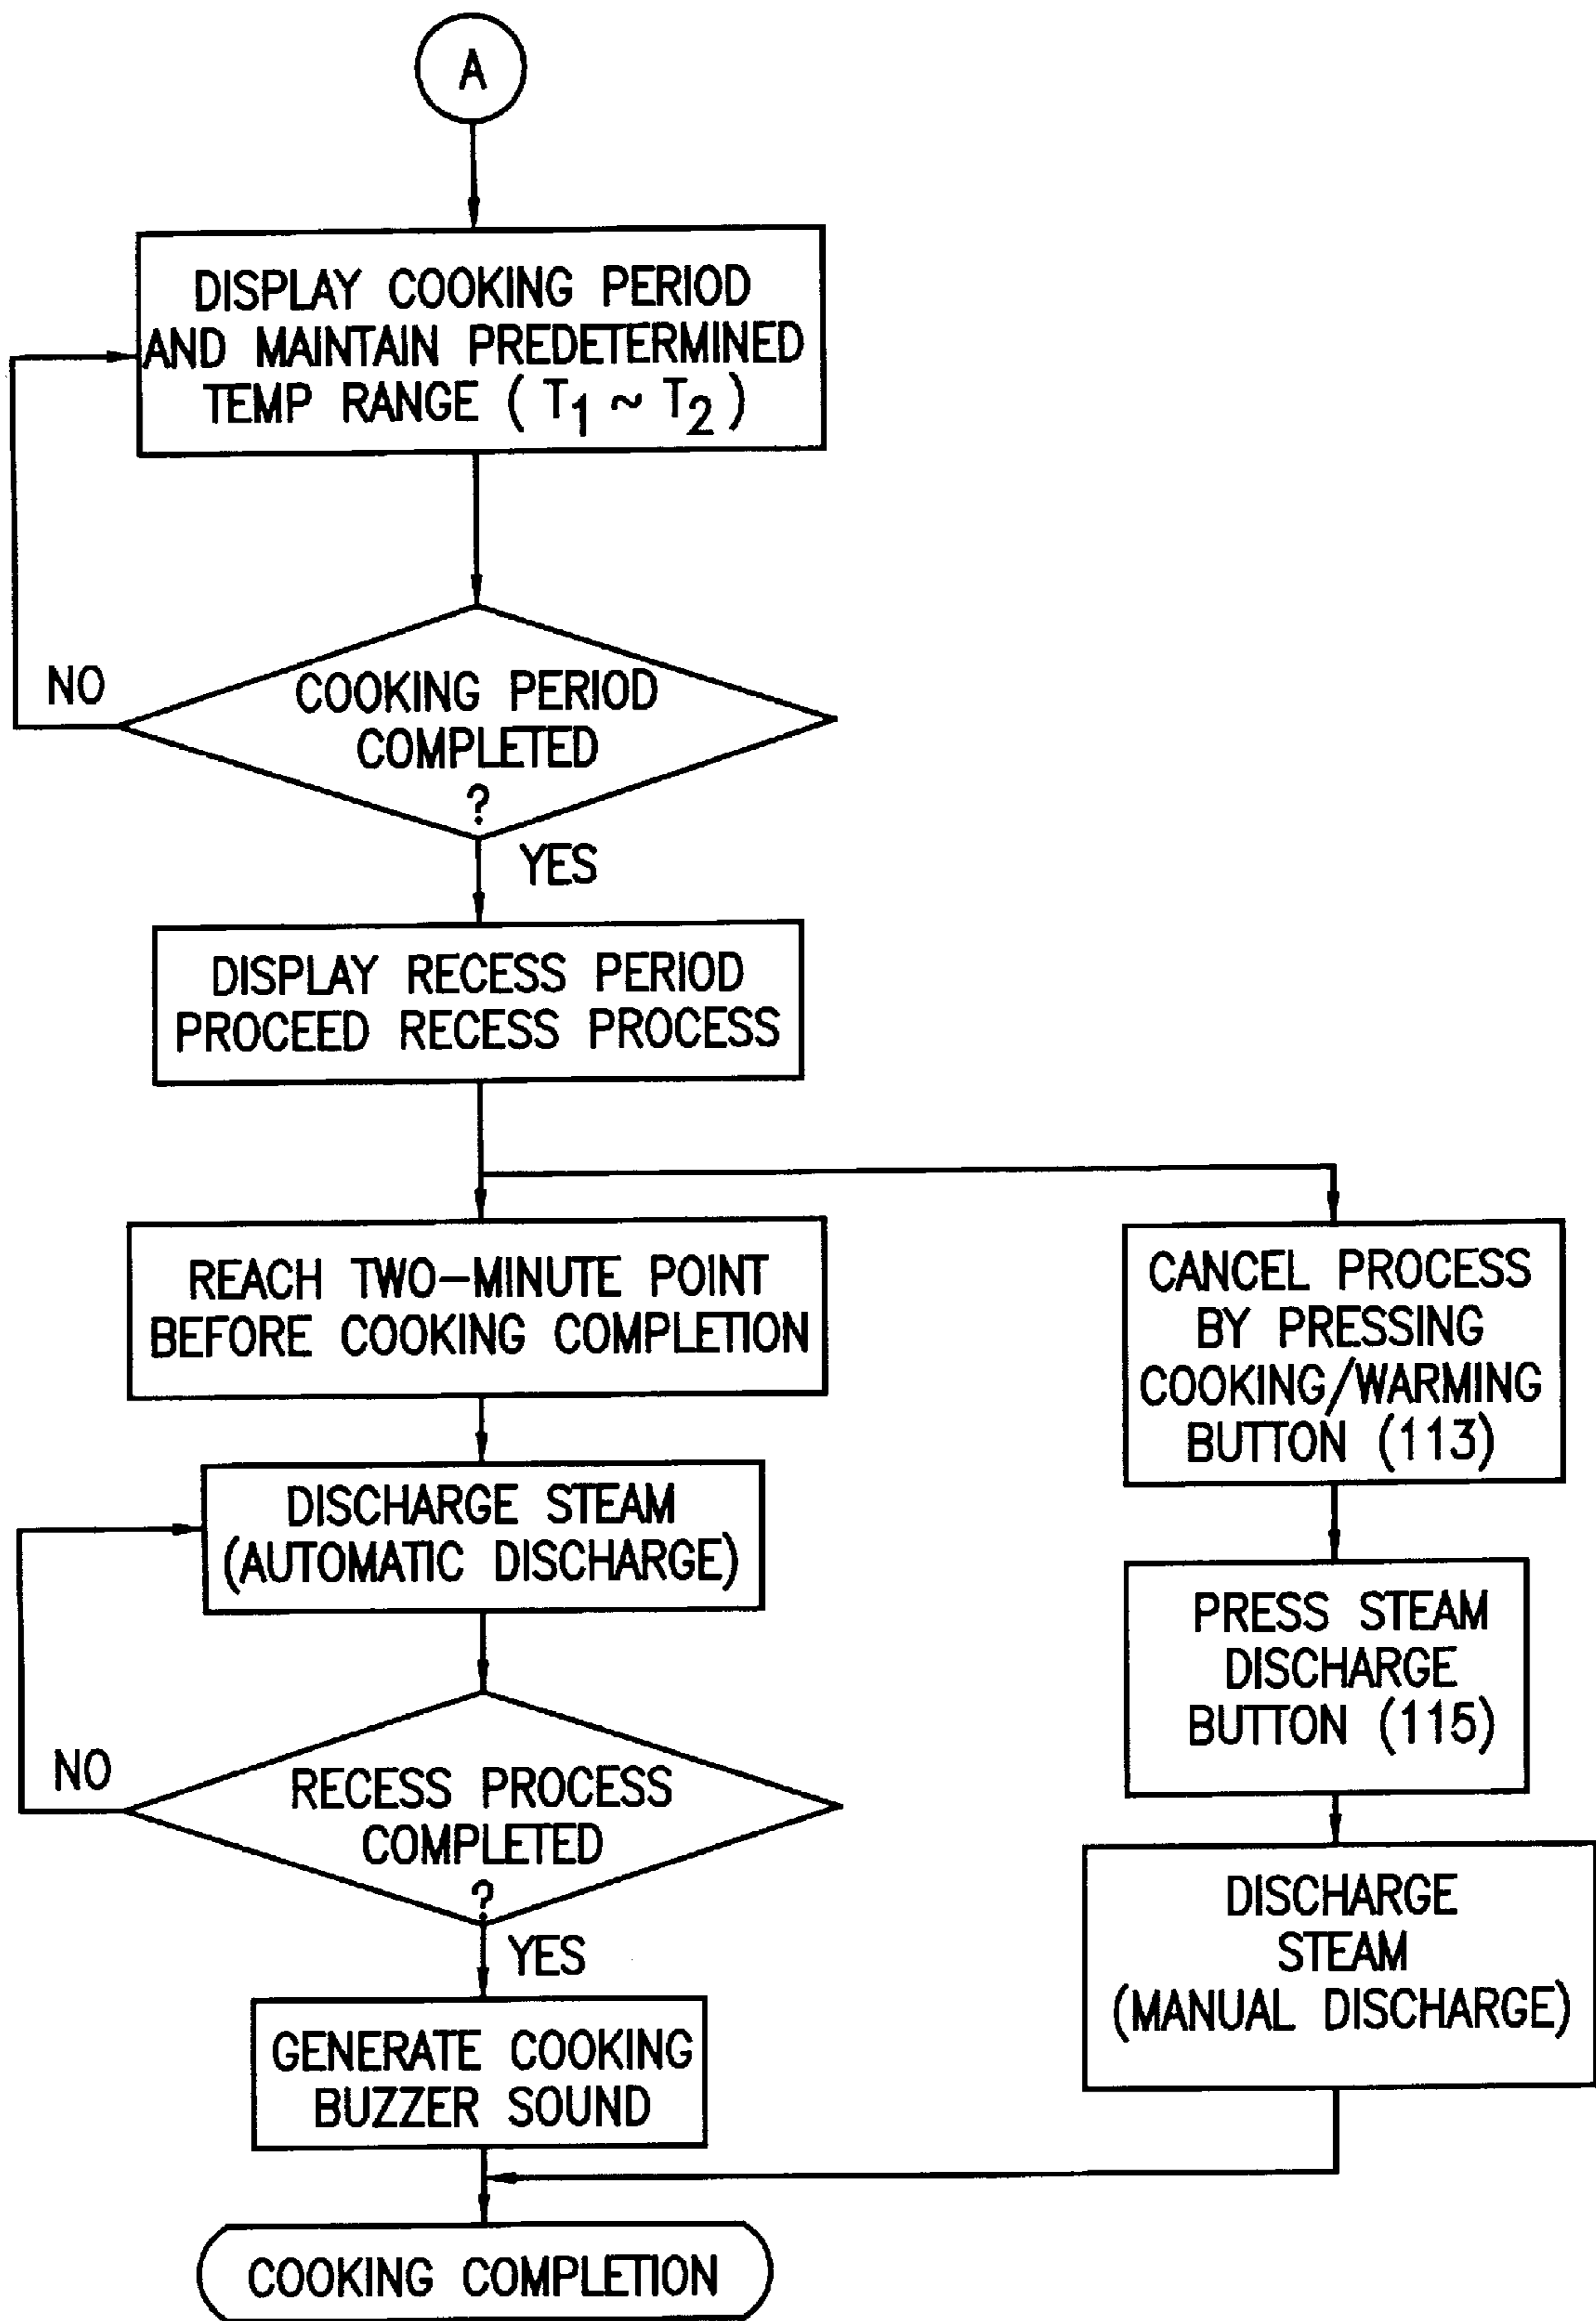 A
DISPLAY COOKING PERIOD
AND MAINTAIN PREDETERMINED
TEMP RANGE ( T1 ~ T2 )
NO
COOKING PERIOD
COMPLETED
?
YES
DISPLAY RECESS PERIOD
PROCEED RECESS PROCESS
REACH TWO-MINUTE POINT
BEFORE COOKING COMPLETION
DISCHARGE STEAM
(AUTOMATIC DISCHARGE)
NO
RECESS PROCESS
COMPLETED
?
YES
GENERATE COOKING
BUZZER SOUND
CANCEL PROCESS
BY PRESSING
COOKING/WARMING
BUTTON (113)
PRESS STEAM
DISCHARGE
BUTTON (115)
DISCHARGE
STEAM
(MANUAL DISCHARGE)
COOKING COMPLETION